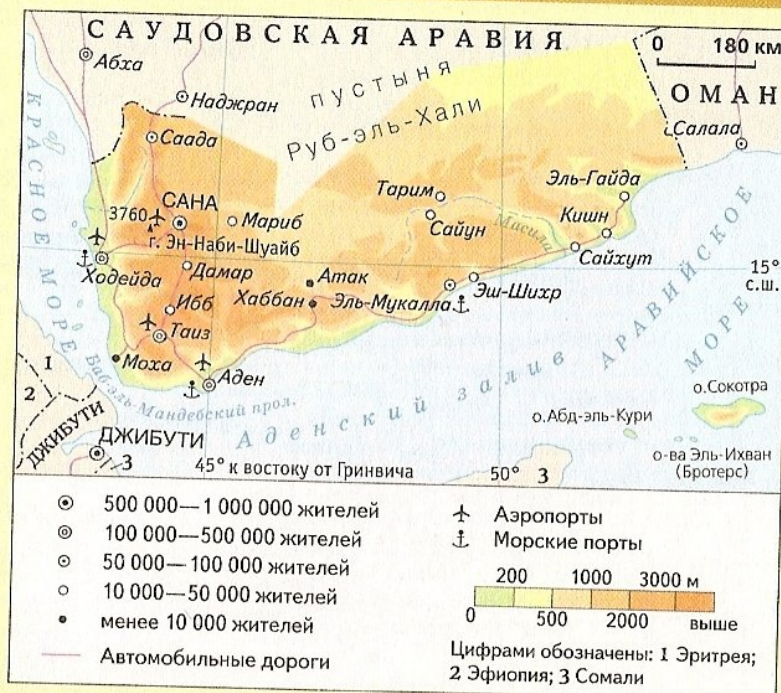 САУДОВСКАЯ АРАВИЯ
0 180 км
Абха
Наджран
пустыня
Руб-эль-Хали
ОМАН
Салала
Саада
КРАСНОЕ МОРЕ
Тарим
Эль-Гайда
САНА
3760
Мариб
Сайун
Масила
Кишн
г. Эн-Наби-Шуайб
Сайхут
Ходейда
Дамар
Атак
15°
с.ш.
Ибб
Хаббан
Эль-Мукалла
Эш-Шихр
АРАВИЙСКОЕ
МОРЕ
Таиз
Моха
Аден
1
2
Баб-эль-Мандебский прол.
Аденский залив
о.Сокотра
о.Абд-эль-Кури
ДЖИБУТИ
ДЖИБУТИ
о-ва Эль-Ихван
(Бротерс)
3
45° к востоку от Гринвича
50°
3
500 000—1 000 000 жителей
100 000—500 000 жителей
50 000—100 000 жителей
10 000—50 000 жителей
менее 10 000 жителей
Автомобильные дороги
Аэропорты
Морские порты
200 1000 3000 м
0 500 2000 выше
Цифрами обозначены: 1 Эритрея;
2 Эфиопия; 3 Сомали